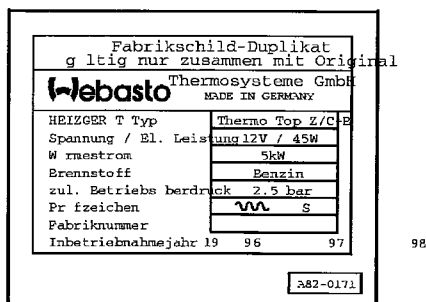 Fabrikschild-Duplikat
g ltig nur zusammen mit Original
Webasto Thermosysteme GmbH
MADE IN GERMANY
HEIZGER T Typ Thermo Top Z/C-B
Spannung / El. Leistung 12V / 45W
W rmestrom 5kW
Brennstoff Benzin
zul. Betriebs berdruck 2.5 bar
Pr fzeichen S
Fabriknummer
Inbetriebnahmejahr 19 96 97 98
A82-0171